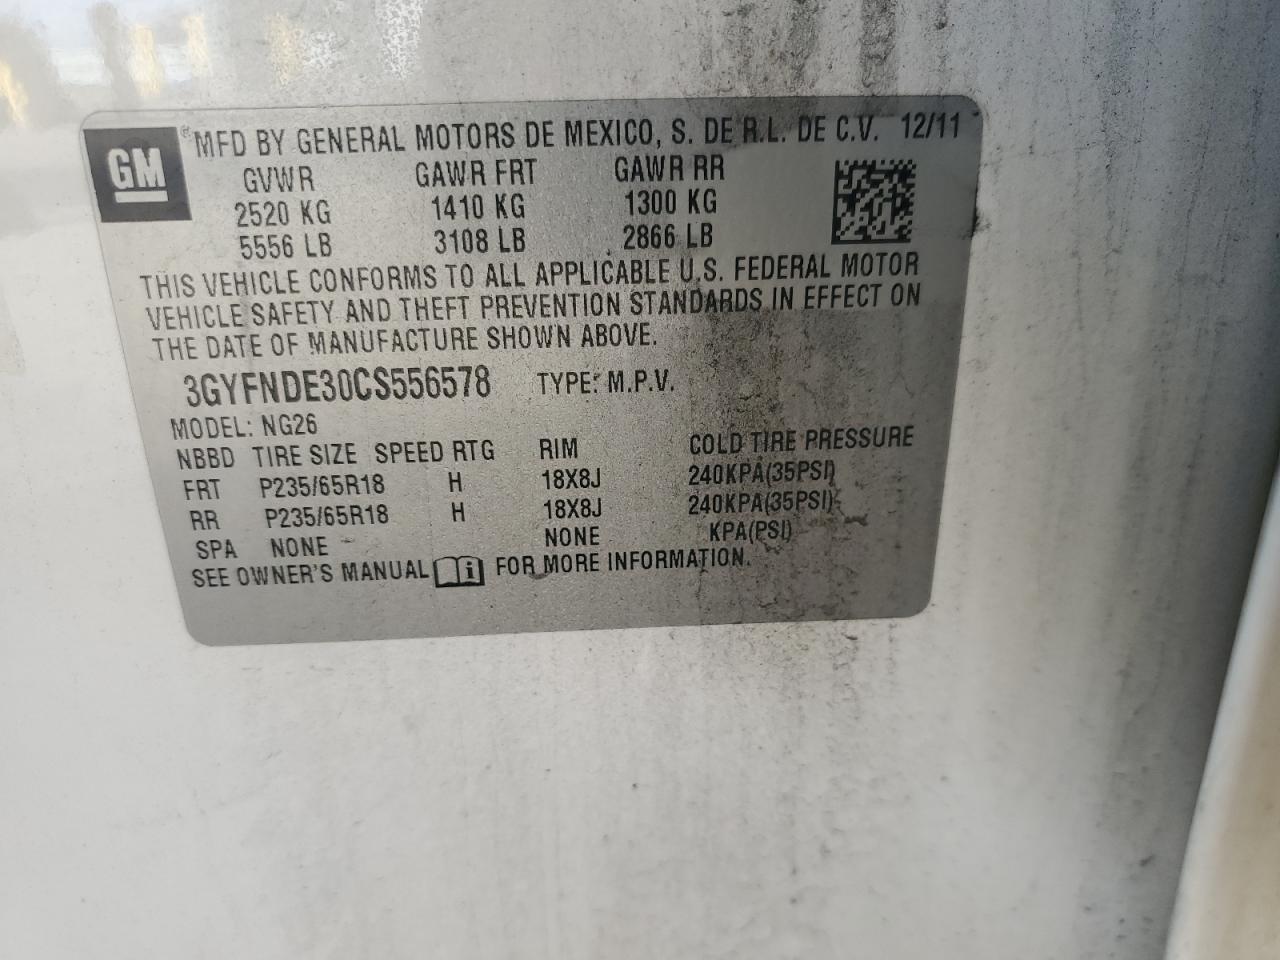 GM
® MFD BY GENERAL MOTORS DE MEXICO, S. DE R.L. DE C.V. 12/11
GVWR GAWR FRT GAWR RR
2520 KG 1410 KG 1300 KG
5556 LB 3108 LB 2866 LB
THIS VEHICLE CONFORMS TO ALL APPLICABLE U.S. FEDERAL MOTOR
VEHICLE SAFETY AND THEFT PREVENTION STANDARDS IN EFFECT ON
THE DATE OF MANUFACTURE SHOWN ABOVE.
3GYFNDE30CS556578 TYPE: M.P.V.
MODEL: NG26
NBBD TIRE SIZE SPEED RTG RIM COLD TIRE PRESSURE
FRT P235/65R18 H 18X8J 240KPA(35PSI)
RR P235/65R18 H 18X8J 240KPA(35PSI)
SPA NONE NONE KPA(PSI)
SEE OWNER'S MANUAL i FOR MORE INFORMATION.